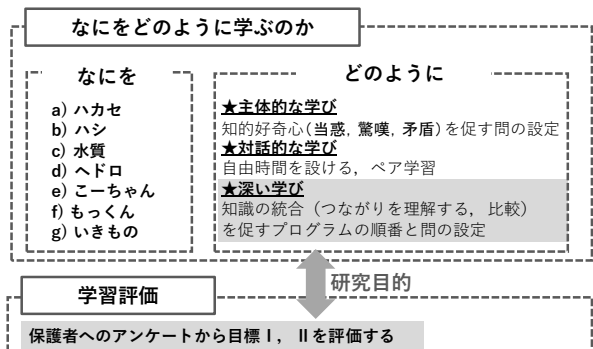 なにをどのように学ぶのか
なにを
a) ハカセ
b) ハシ
c) 水質
d) ヘドロ
e) こーちゃん
f) もっくん
g) いきもの
どのように
★主体的な学び
知的好奇心(当惑, 驚嘆, 矛盾)を促す問の設定
★対話的な学び
自由時間を設ける, ペア学習
★深い学び
知識の統合(つながりを理解する, 比較)
を促すプログラムの順番と問の設定
研究目的
学習評価
保護者へのアンケートから目標Ⅰ, Ⅱを評価する